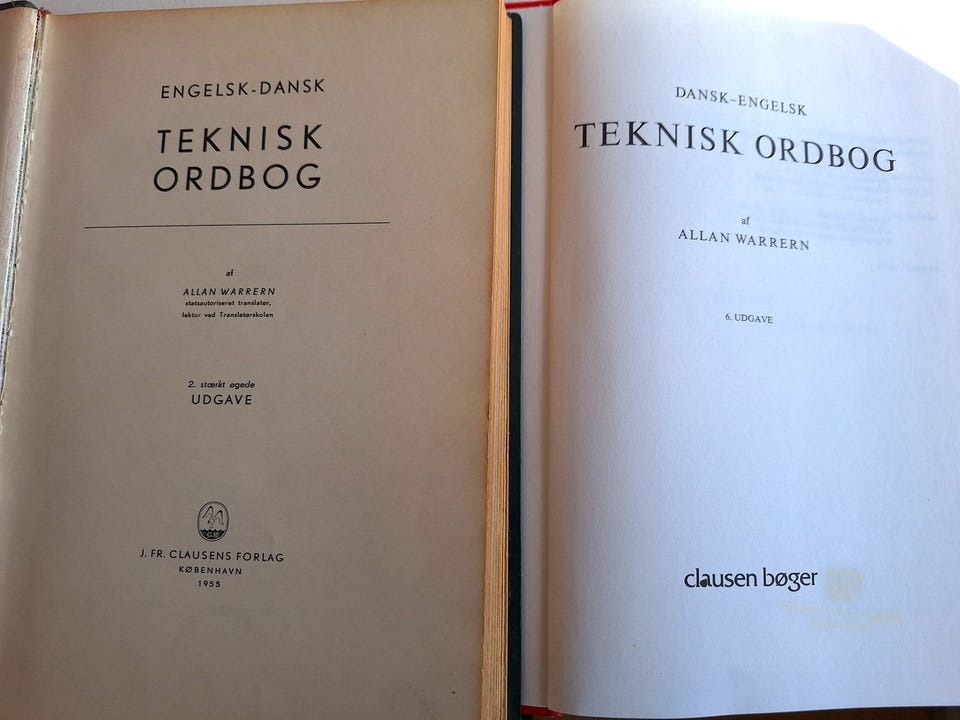 ENGELSK-DANSK
TEKNISK
ORDBOG
af
ALLAN WARRERN
statsautoriseret translatør,
lektor ved Translatørskolen
2. stærkt øgede
UDGAVE
J. FR. CLAUSENS FORLAG
KØBENHAVN
1955
DANSK-ENGELSK
TEKNISK ORDBOG
af
ALLAN WARRERN
6. UDGAVE
clausen bøger